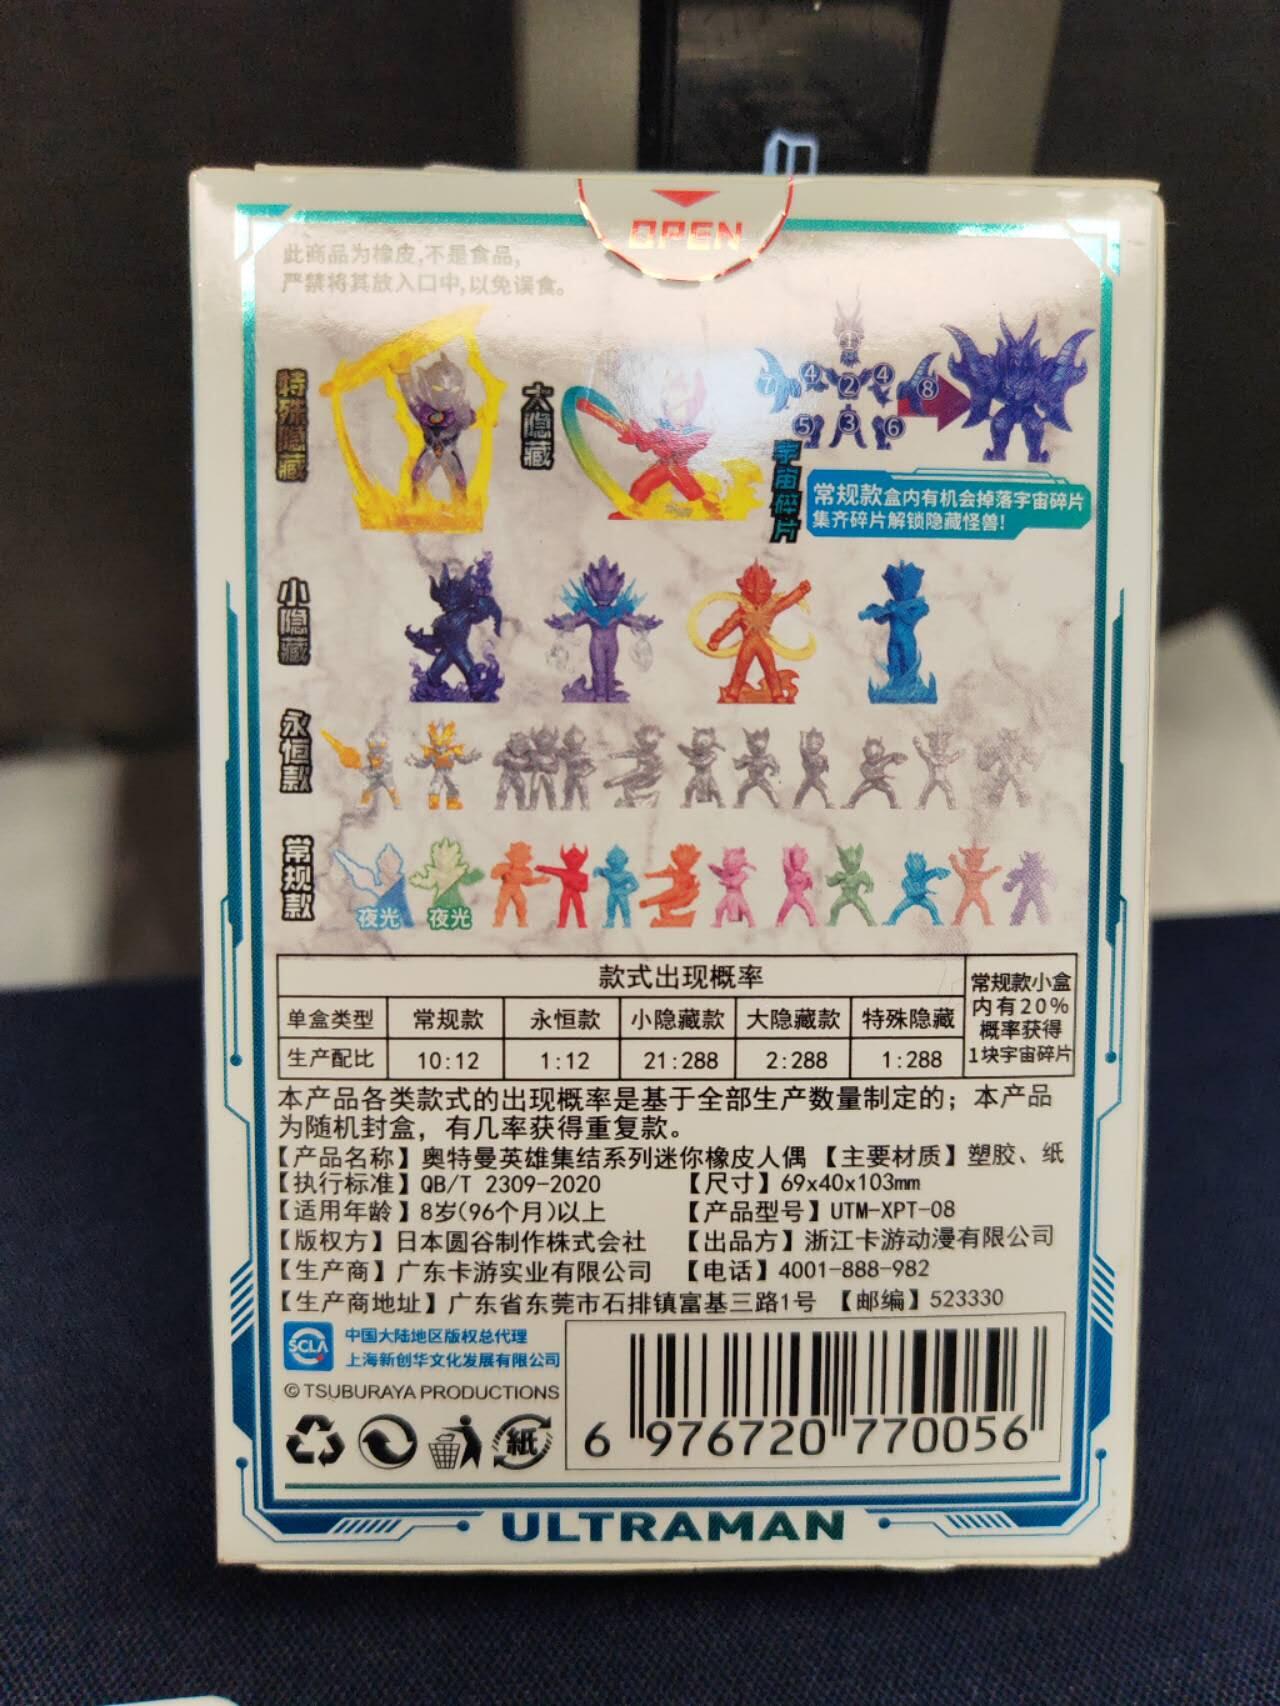 OPEN
此商品为橡皮,不是食品,
严禁将其放入口中,以免误食。
特殊隐藏
大隐藏
宇宙碎片
① ② ③ ④ ④ ⑤ ⑥ ⑦ ⑧
常规款盒内有机会掉落宇宙碎片
集齐碎片解锁隐藏怪兽!
小隐藏
永恒款
常规款
夜光 夜光
款式出现概率
单盒类型 常规款 永恒款 小隐藏款 大隐藏款 特殊隐藏
生产配比 10:12 1:12 21:288 2:288 1:288
常规款小盒
内有20%
概率获得
1块宇宙碎片
本产品各类款式的出现概率是基于全部生产数量制定的；本产品
为随机封盒，有几率获得重复款。
【产品名称】奥特曼英雄集结系列迷你橡皮人偶 【主要材质】塑胶、纸
【执行标准】QB/T 2309-2020 【尺寸】69x40x103mm
【适用年龄】8岁(96个月)以上 【产品型号】UTM-XPT-08
【版权方】日本圆谷制作株式会社 【出品方】浙江卡游动漫有限公司
【生产商】广东卡游实业有限公司 【电话】4001-888-982
【生产商地址】广东省东莞市石排镇富基三路1号 【邮编】523330
SCLA
中国大陆地区版权总代理
上海新创华文化发展有限公司
© TSUBURAYA PRODUCTIONS
紙
6 976720 770056
ULTRAMAN